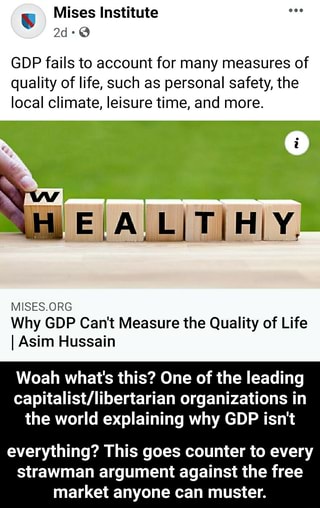 Mises Institute
2d
GDP fails to account for many measures of
quality of life, such as personal safety, the
local climate, leisure time, and more.
i
W
HEALTHY
MISES.ORG
Why GDP Can't Measure the Quality of Life
| Asim Hussain
Woah what's this? One of the leading
capitalist/libertarian organizations in
the world explaining why GDP isn't
everything? This goes counter to every
strawman argument against the free
market anyone can muster.